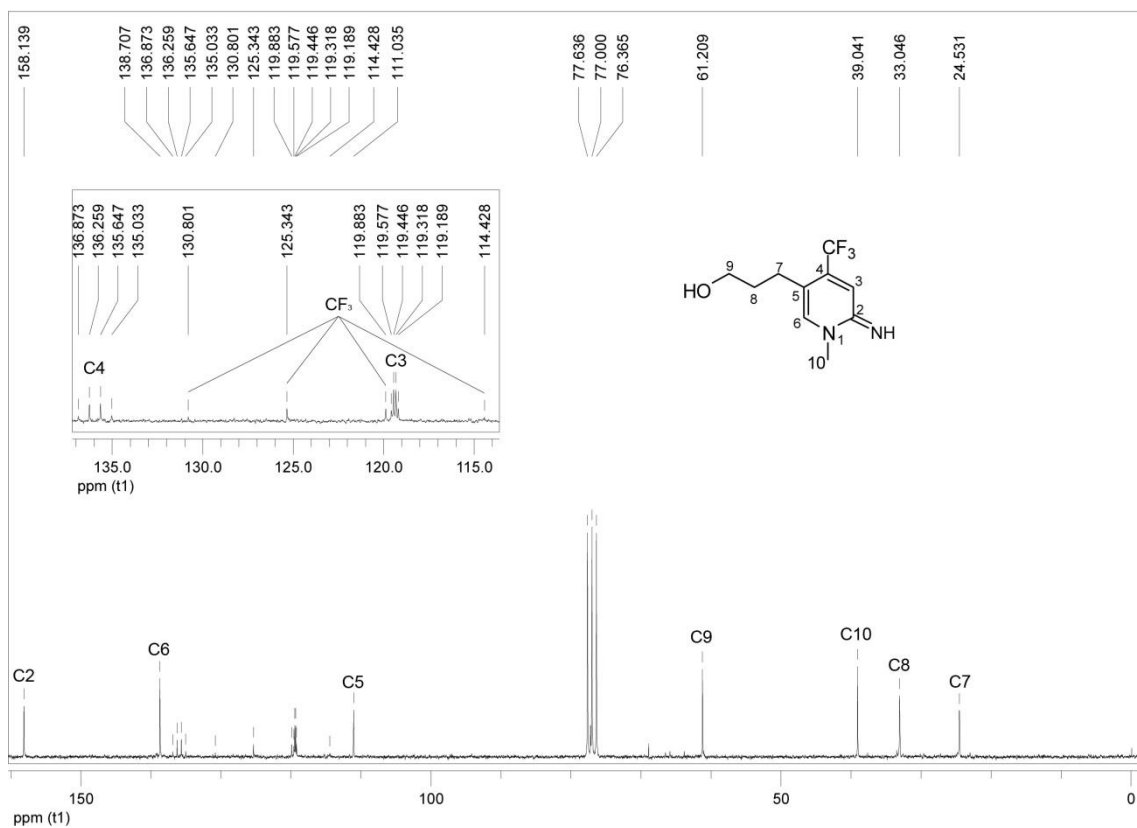 158.139
138.707
136.873
136.259
135.647
135.033
130.801
125.343
119.883
119.577
119.446
119.318
119.189
114.428
111.035
77.636
77.000
76.365
61.209
39.041
33.046
24.531
136.873
136.259
135.647
135.033
130.801
125.343
119.883
119.577
119.446
119.318
119.189
114.428
CF3
C4
C3
135.0 130.0 125.0 120.0 115.0
ppm (t1)
CF3
9 7 4 3
HO 8 5 2
6 N NH
10 1
C2
C6
C5
C9
C10
C8
C7
150 100 50 0
ppm (t1)